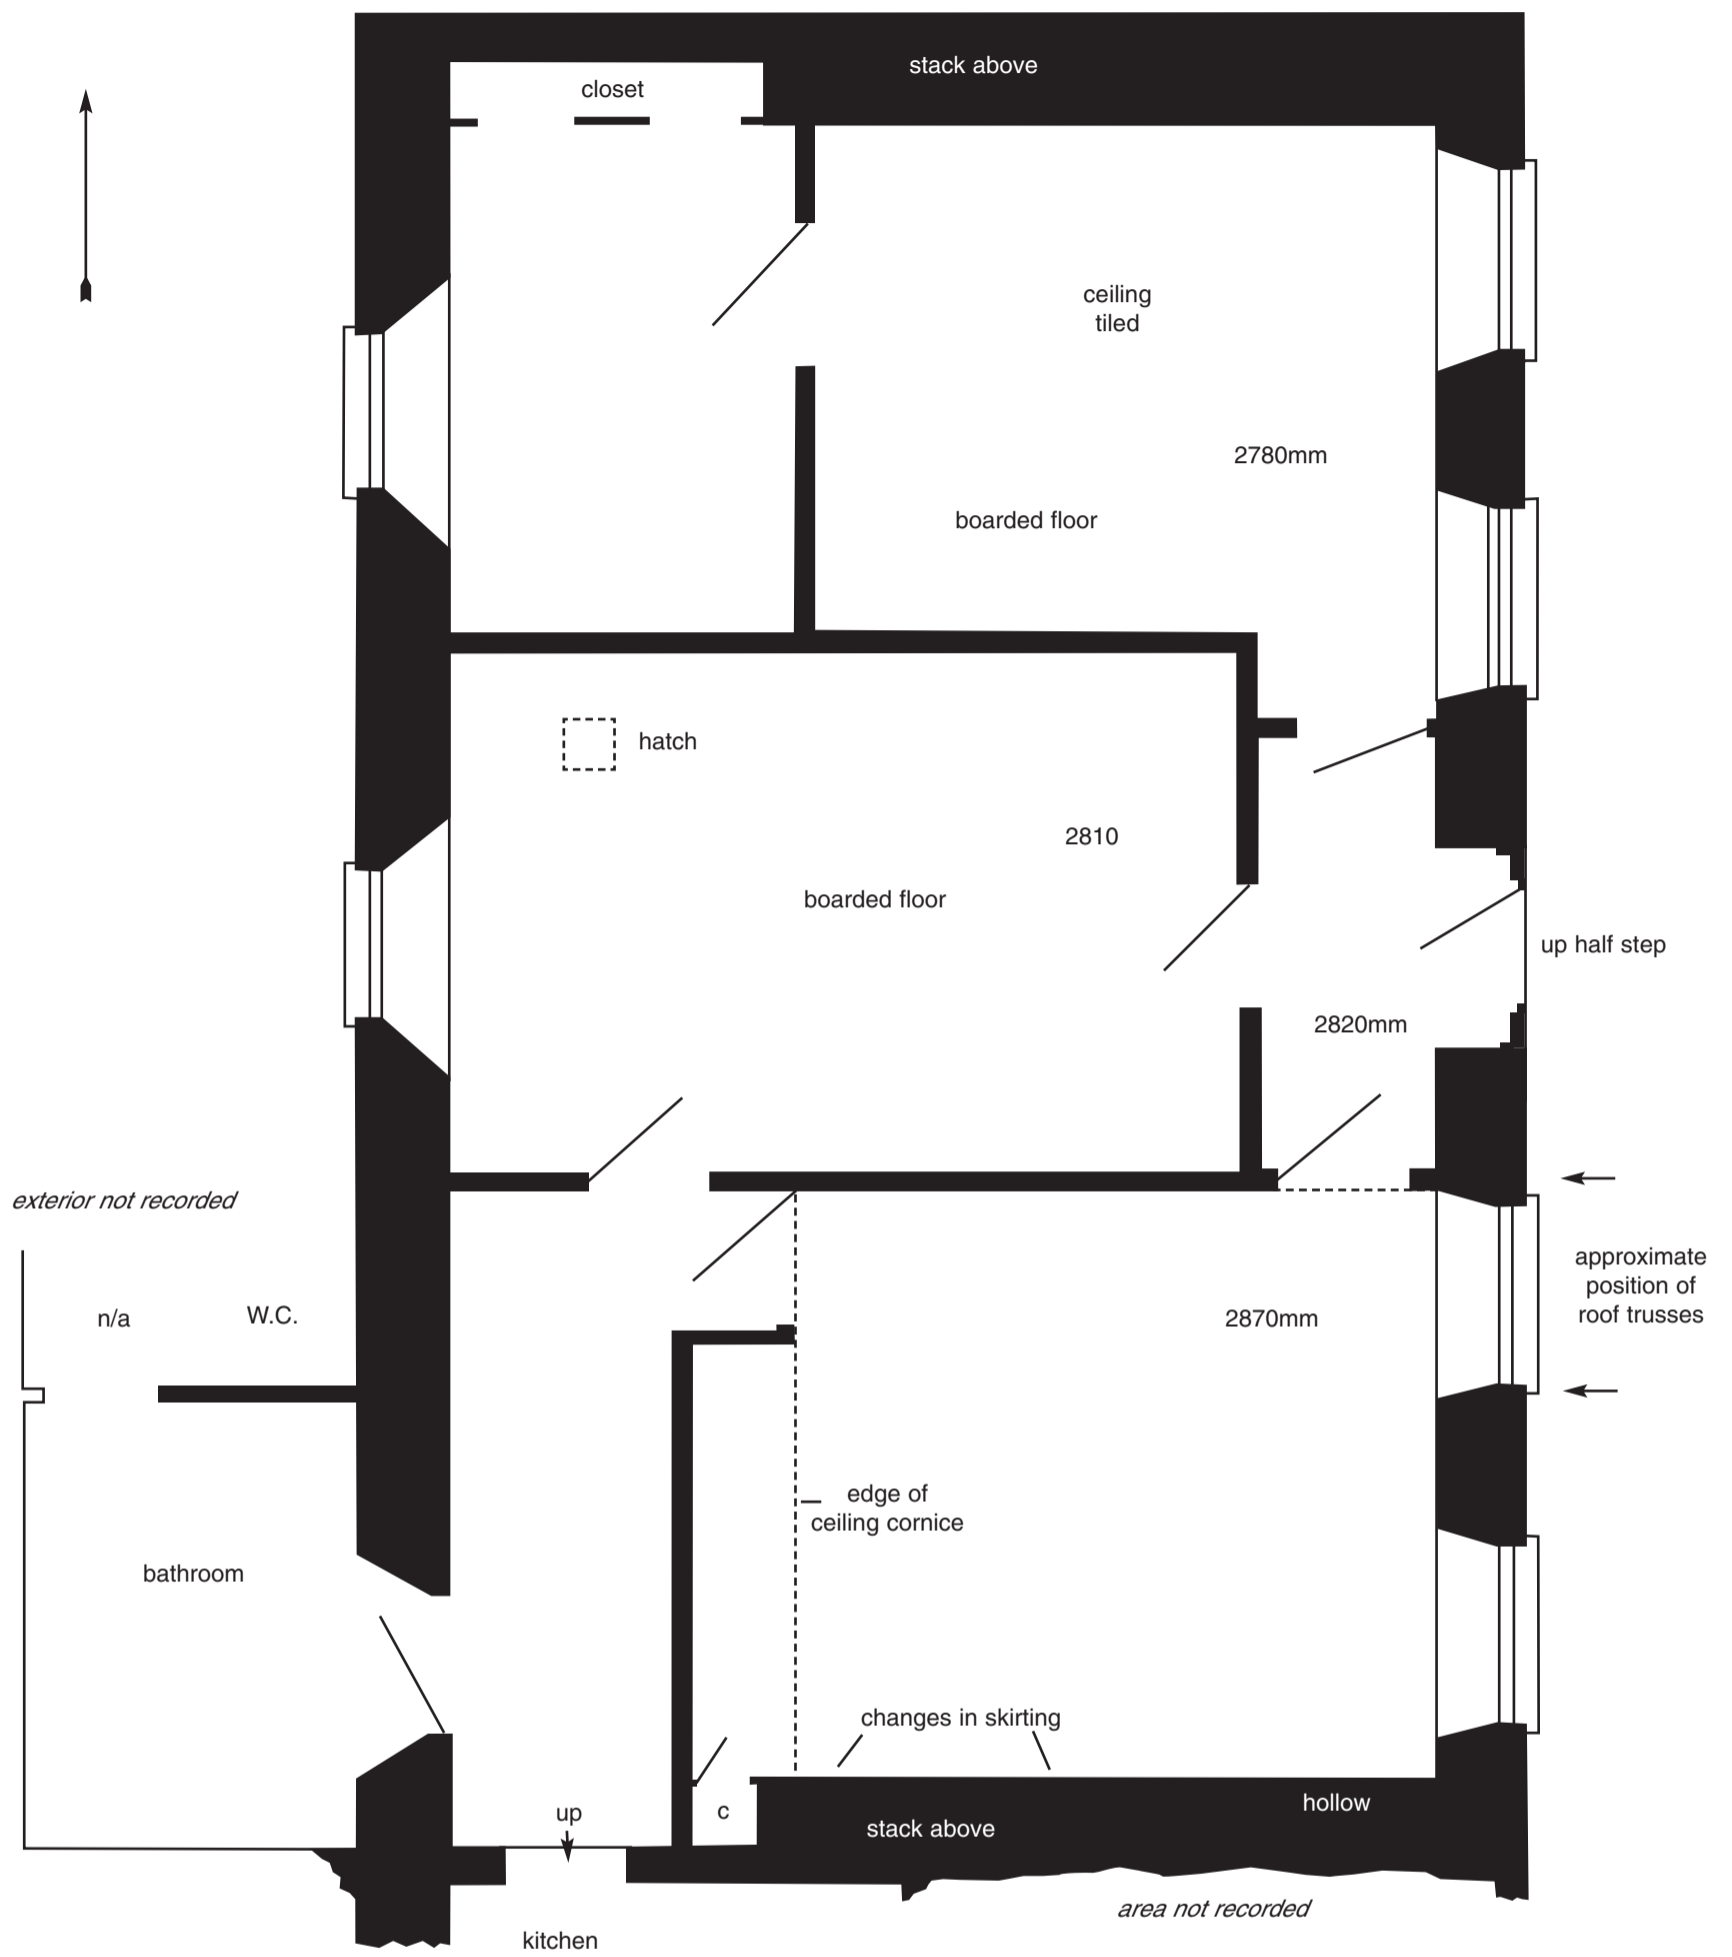 stack above
closet
ceiling
tiled
2780mm
boarded floor
hatch
2810
boarded floor
up half step
2820mm
exterior not recorded
approximate
position of
roof trusses
n/a
W.C.
2870mm
edge of
ceiling cornice
bathroom
changes in skirting
up
c
hollow
stack above
area not recorded
kitchen